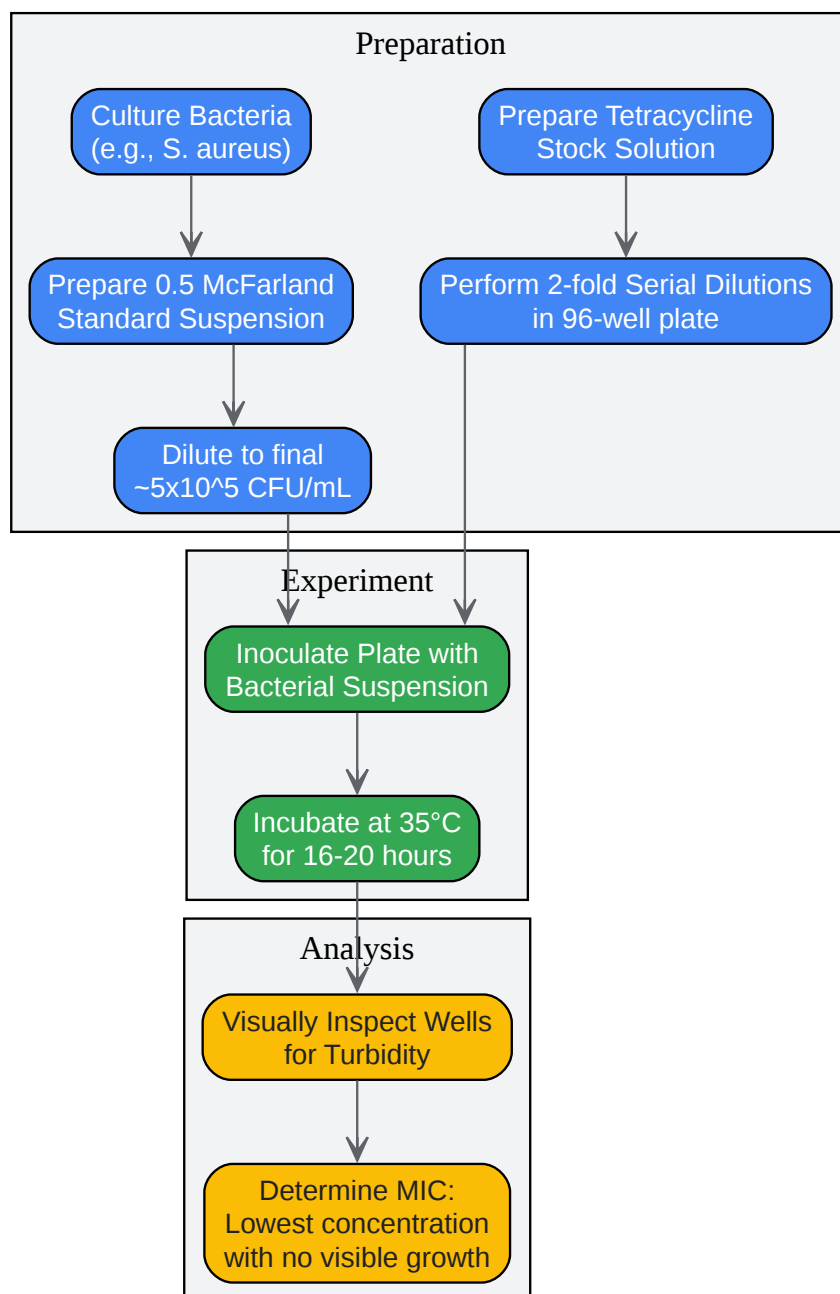 Preparation
Culture Bacteria
(e.g., S. aureus)
Prepare Tetracycline
Stock Solution
Prepare 0.5 McFarland
Standard Suspension
Perform 2-fold Serial Dilutions
in 96-well plate
Dilute to final
~5x10^5 CFU/mL
Experiment
Inoculate Plate with
Bacterial Suspension
Incubate at 35°C
for 16-20 hours
Analysis
Visually Inspect Wells
for Turbidity
Determine MIC:
Lowest concentration
with no visible growth